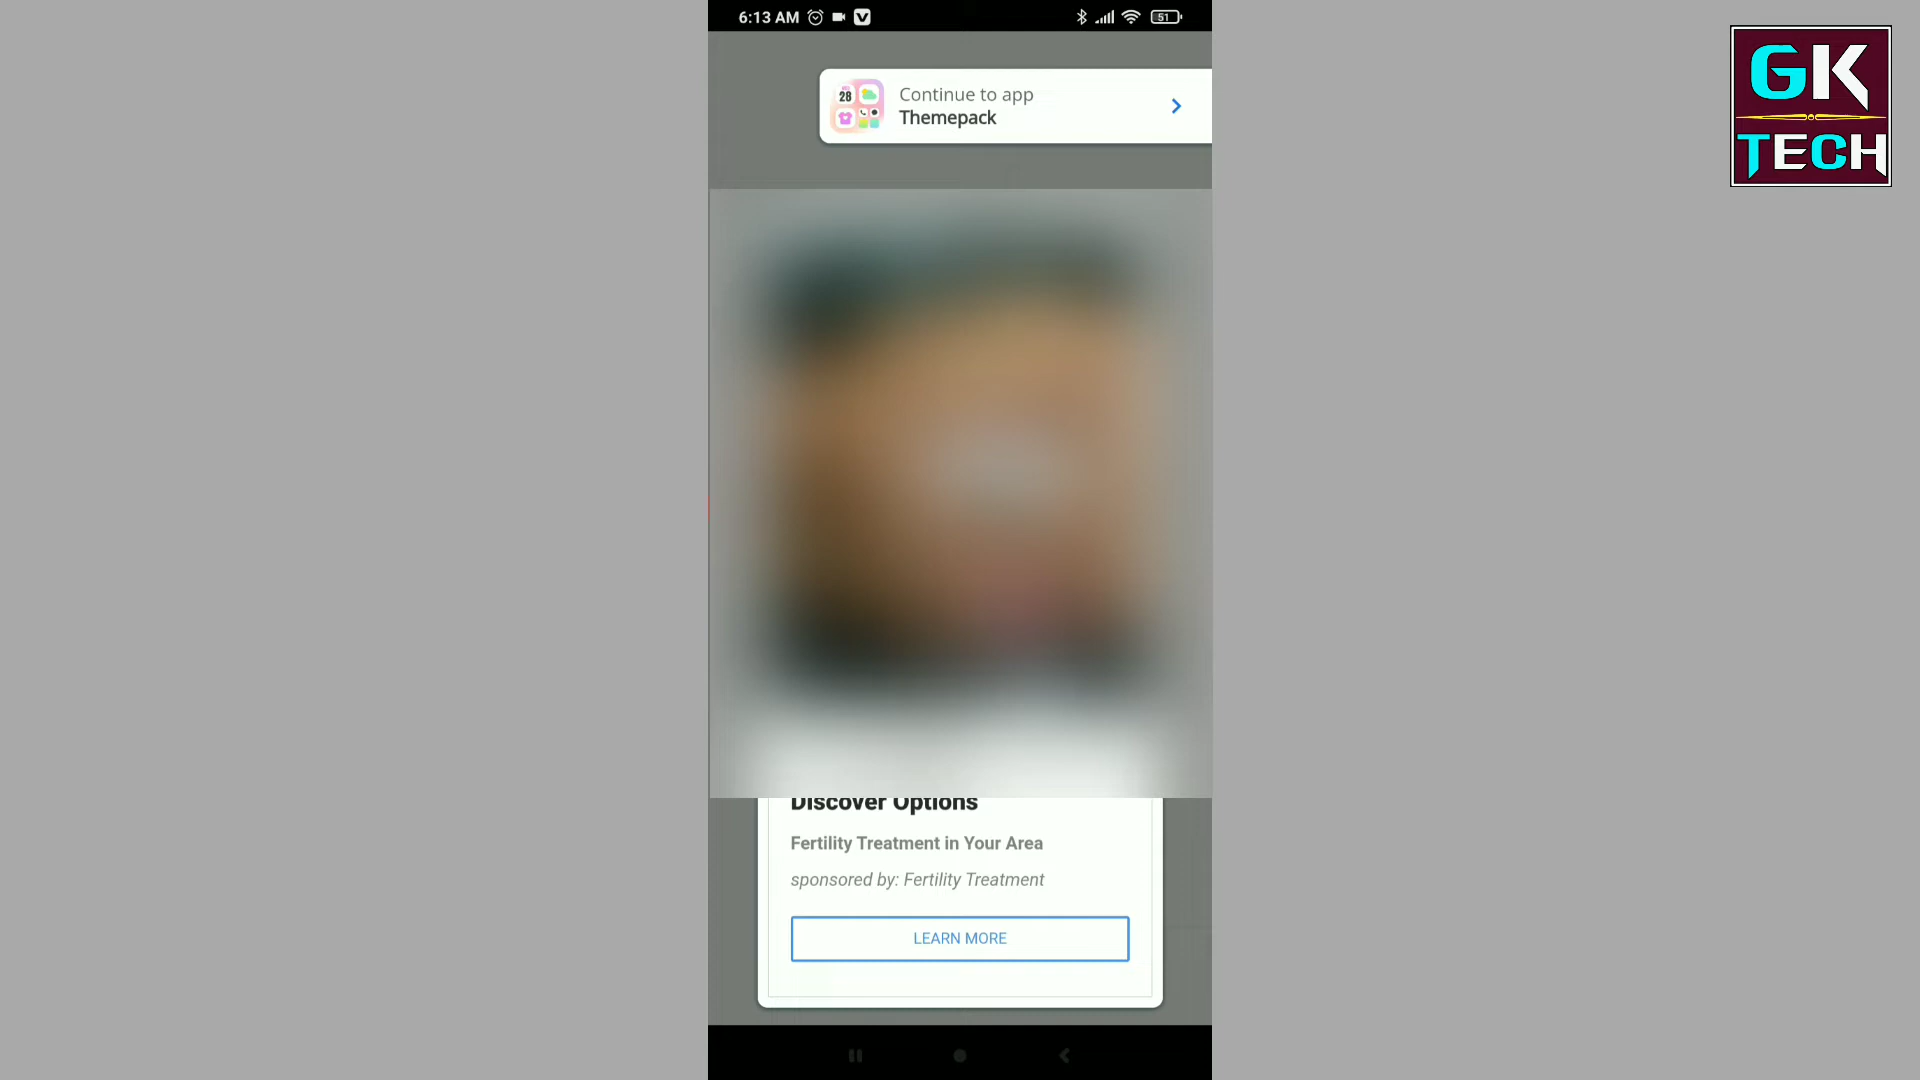 6:13 AM
51
GK
TECH
28
Continue to app
Themepack
Discover Options
Fertility Treatment in Your Area
sponsored by: Fertility Treatment
LEARN MORE